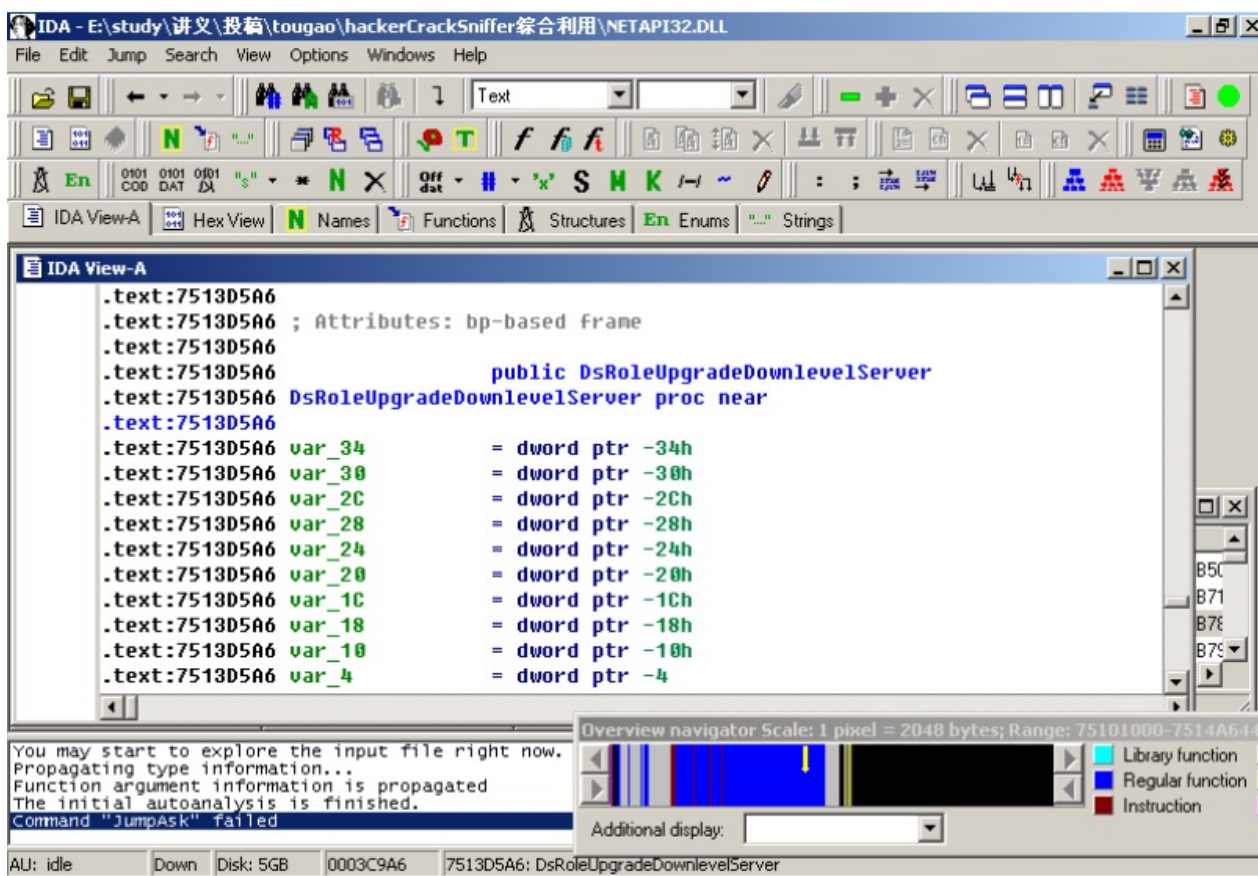 IDA - E:\study\讲义\投稿\tougao\hackerCrackSniffer综合利用\NETAPI32.DLL
File Edit Jump Search View Options Windows Help
Text
IDA View-A Hex View Names Functions Structures En Enums "..." Strings
IDA View-A
.text:7513D5A6
.text:7513D5A6 ; Attributes: bp-based frame
.text:7513D5A6
.text:7513D5A6 public DsRoleUpgradeDownlevelServer
.text:7513D5A6 DsRoleUpgradeDownlevelServer proc near
.text:7513D5A6
.text:7513D5A6 var_34 = dword ptr -34h
.text:7513D5A6 var_30 = dword ptr -30h
.text:7513D5A6 var_2C = dword ptr -2Ch
.text:7513D5A6 var_28 = dword ptr -28h
.text:7513D5A6 var_24 = dword ptr -24h
.text:7513D5A6 var_20 = dword ptr -20h
.text:7513D5A6 var_1C = dword ptr -1Ch
.text:7513D5A6 var_18 = dword ptr -18h
.text:7513D5A6 var_10 = dword ptr -10h
.text:7513D5A6 var_4 = dword ptr -4
B71
You may start to explore the input file right now.
Propagating type information...
Function argument information is propagated
The initial autoanalysis is finished.
Command "JumpAsk" failed
Overview navigator Scale: 1 pixel = 2048 bytes; Range: 75101000-7514A64
Library function
Regular function
Instruction
Additional display:
AU: idle Down Disk: 5GB 0003C9A6 7513D5A6: DsRoleUpgradeDownlevelServer